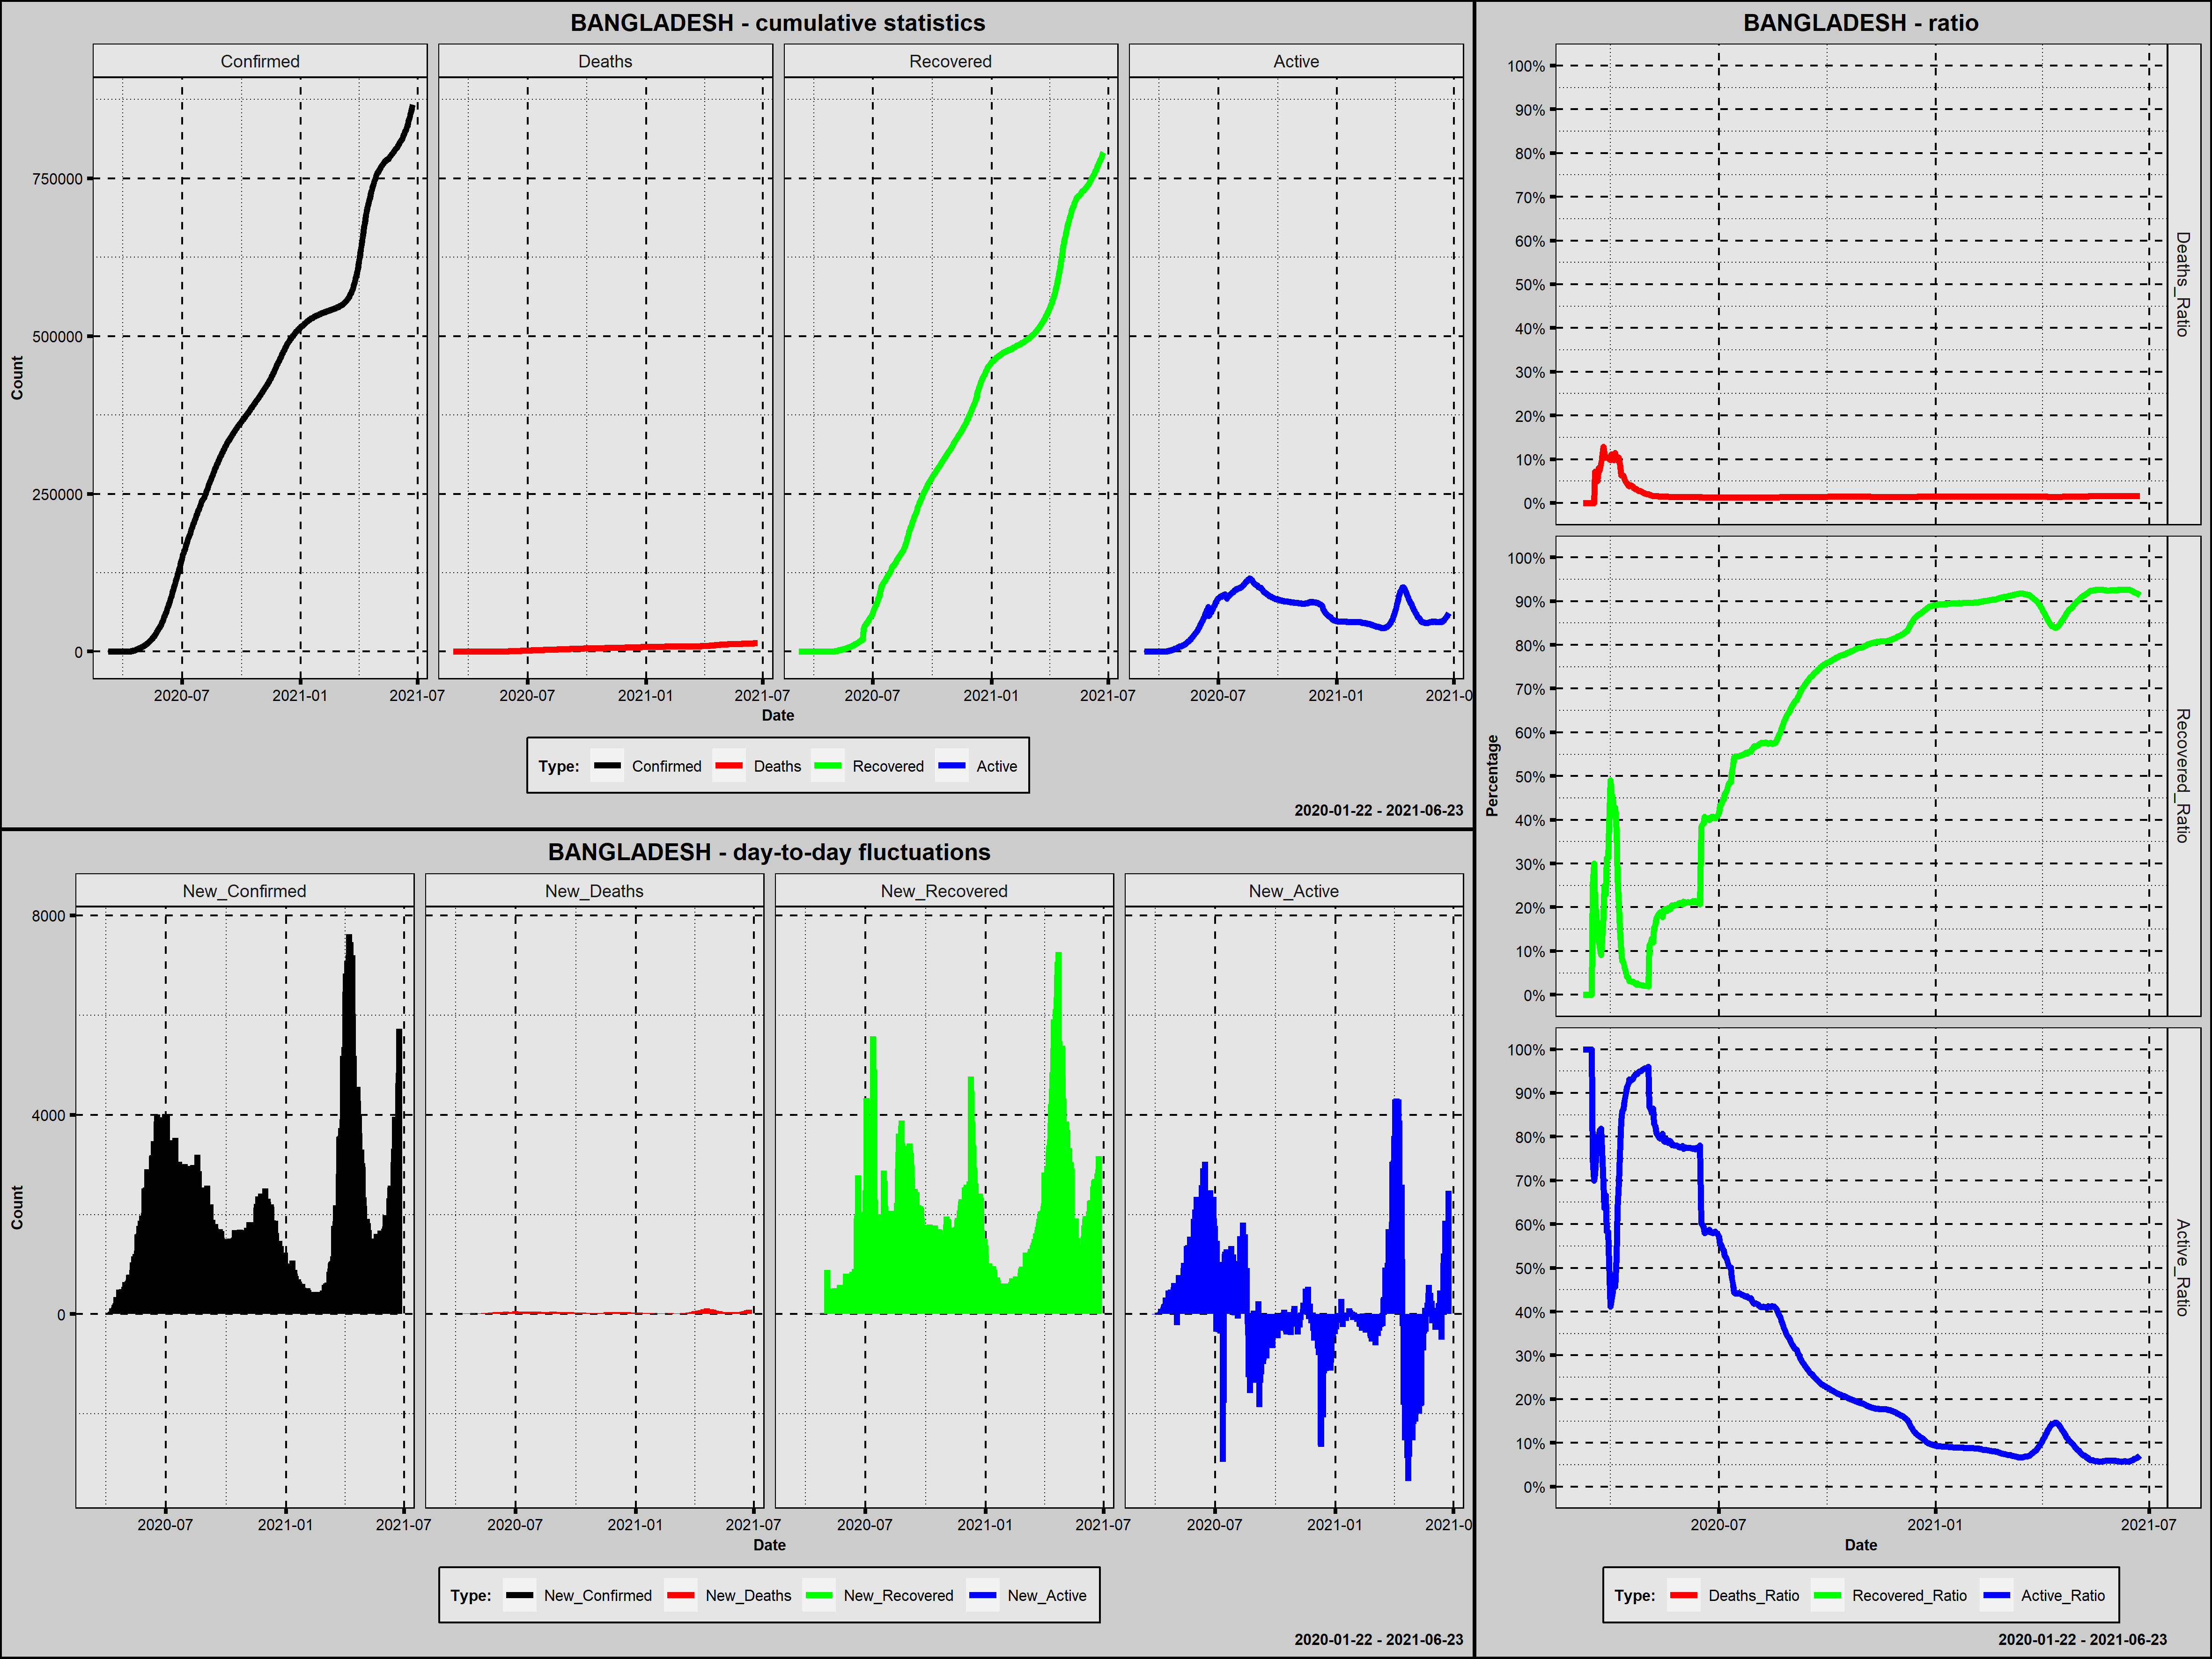 BANGLADESH - cumulative statistics
Confirmed Deaths Recovered Active
Count
750000
500000
250000
0
2020-07 2021-01 2021-07 2020-07 2021-01 2021-07 2020-07 2021-01 2021-07 2020-07 2021-01 2021-0
Date
Type: Confirmed Deaths Recovered Active
2020-01-22 - 2021-06-23
BANGLADESH - day-to-day fluctuations
New_Confirmed New_Deaths New_Recovered New_Active
Count
8000
4000
0
2020-07 2021-01 2021-07 2020-07 2021-01 2021-07 2020-07 2021-01 2021-07 2020-07 2021-01 2021-0
Date
Type: New_Confirmed New_Deaths New_Recovered New_Active
2020-01-22 - 2021-06-23
BANGLADESH - ratio
Percentage
100%
90%
80%
70%
60%
50%
40%
30%
20%
10%
0%
Deaths_Ratio
100%
90%
80%
70%
60%
50%
40%
30%
20%
10%
0%
Recovered_Ratio
100%
90%
80%
70%
60%
50%
40%
30%
20%
10%
0%
Active_Ratio
2020-07 2021-01 2021-07
Date
Type: Deaths_Ratio Recovered_Ratio Active_Ratio
2020-01-22 - 2021-06-23